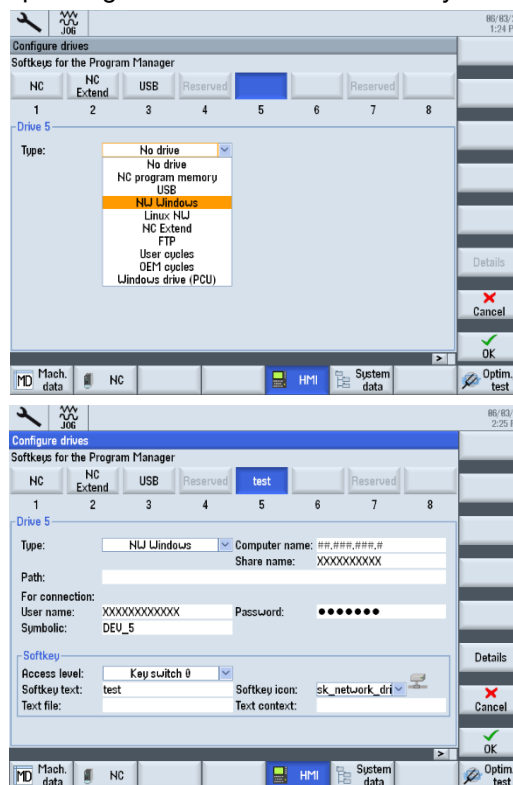 JOG
1:24 P
Configure drives
Softkeys for the Program Manager
NC NC Extend USB Reserved Reserved
1 2 3 4 5 6 7 8
Drive 5
Type: No drive
No drive
NC program memory
USB
NW Windows
Linux NW
NC Extend
FTP
User cycles
OEM cycles
Windows drive (PCU)
Details
Cancel
OK
>
MD Mach. data NC HMI System data Optim. test
JOG
2:25
Configure drives
Softkeys for the Program Manager
NC NC Extend USB Reserved test Reserved
1 2 3 4 5 6 7 8
Drive 5
Type: NW Windows Computer name: ##.###.###.#
Share name: XXXXXXXXXX
Path:
For connection:
User name: XXXXXXXXXXXX Password: ●●●●●●●
Symbolic: DEV_5
Softkey
Access level: Key switch 0
Softkey text: test Softkey icon: sk_network_dri
Text file: Text context:
Details
Cancel
OK
>
MD Mach. data NC HMI System data Optim. test